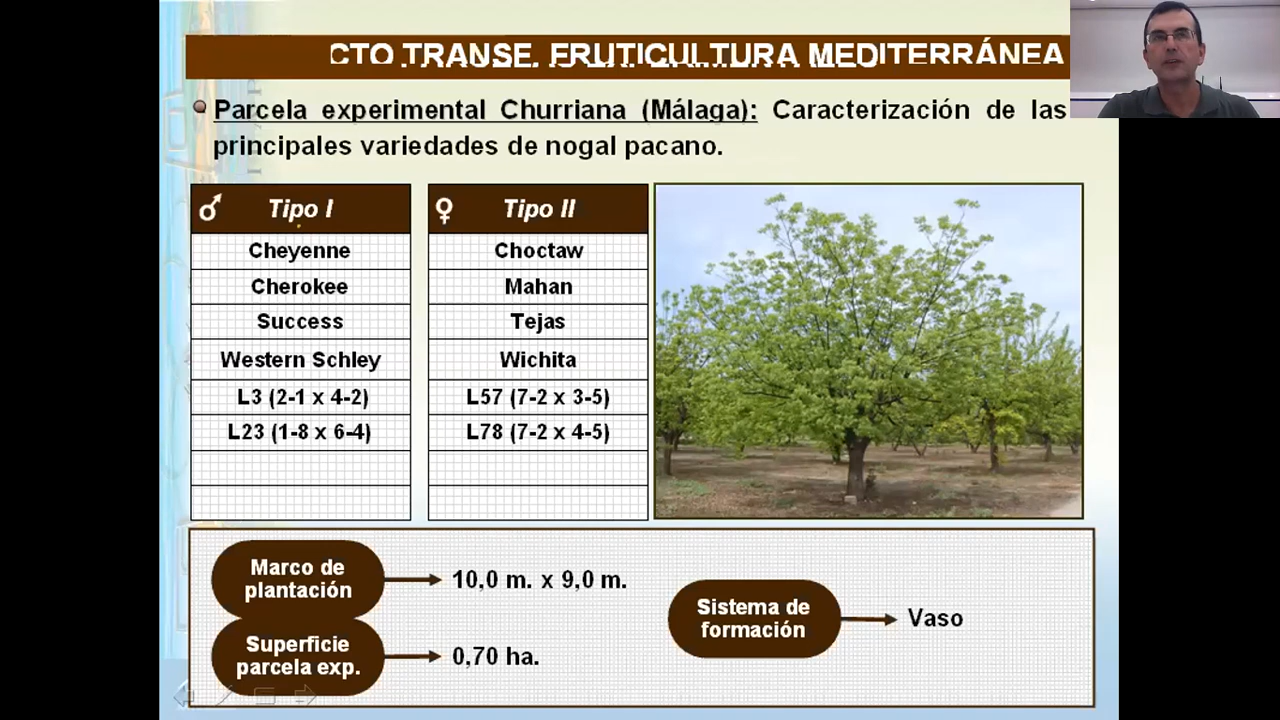 CTO TRANSF. FRUTICULTURA MEDITERRÁNEA
Parcela experimental Churriana (Málaga): Caracterización de las
principales variedades de nogal pacano.
♂ Tipo I
Cheyenne
Cherokee
Success
Western Schley
L3 (2-1 x 4-2)
L23 (1-8 x 6-4)
♀ Tipo II
Choctaw
Mahan
Tejas
Wichita
L57 (7-2 x 3-5)
L78 (7-2 x 4-5)
Marco de
plantación
10,0 m. x 9,0 m.
Superficie
parcela exp.
0,70 ha.
Sistema de
formación
Vaso